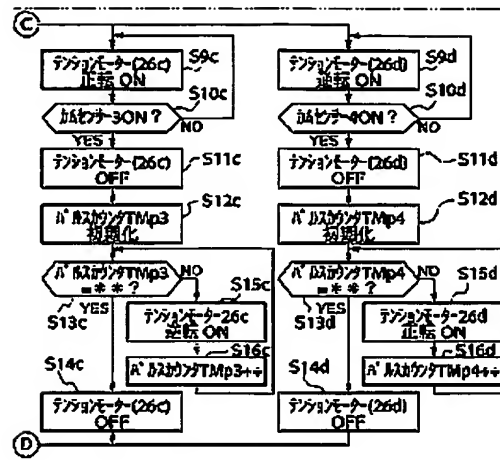 C
テンションモーター(26c)
正転 ON
S9c
カムセンサー3ON?
S10c
NO
YES
テンションモーター(26c)
OFF
S11c
S12c
パルスカウンタTMp3
初期化
パルスカウンタTMp3
=**?
NO
YES
S13c
S15c
テンションモーター26c
逆転 ON
S16c
パルスカウンタTMp3++
S14c
テンションモーター(26c)
OFF
D
テンションモーター(26d)
逆転 ON
S9d
カムセンサー4ON?
S10d
NO
YES
テンションモーター(26d)
OFF
S11d
パルスカウンタTMp4
初期化
S12d
パルスカウンタTMp4
=**?
NO
YES
S13d
S15d
テンションモーター26d
正転 ON
S16d
パルスカウンタTMp4++
S14d
テンションモーター(26d)
OFF